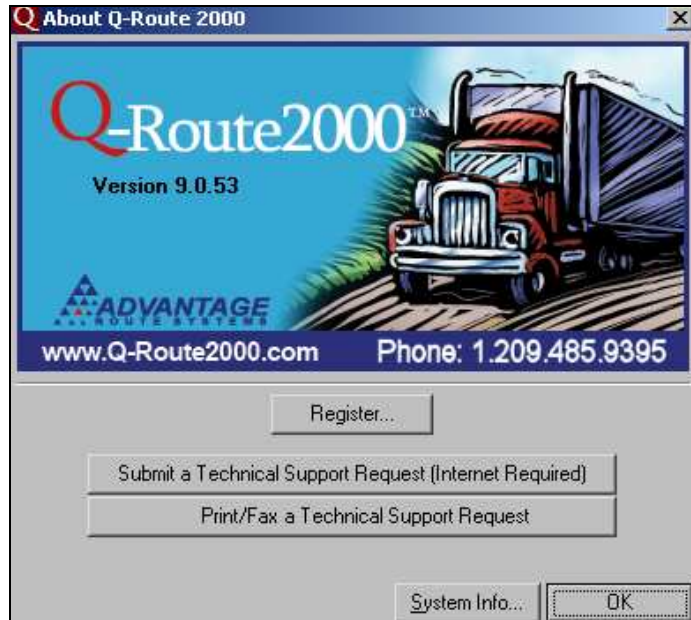 Q About Q-Route 2000
Q-Route2000™
Version 9.0.53
ADVANTAGE
ROUTE SYSTEMS
www.Q-Route2000.com Phone: 1.209.485.9395
Register...
Submit a Technical Support Request (Internet Required)
Print/Fax a Technical Support Request
System Info... OK